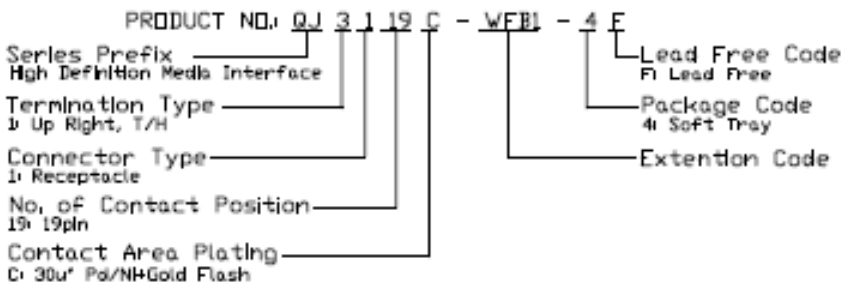 PRODUCT NO.: QJ 3 1 19 C - WFB1 - 4 F
Series Prefix
High Definition Media Interface
Termination Type
1: Up Right, T/H
Connector Type
1: Receptacle
No. of Contact Position
19: 19pin
Contact Area Plating
C: 30u" Pd/Ni+Gold Flash
Lead Free Code
F: Lead Free
Package Code
4: Soft Tray
Extention Code